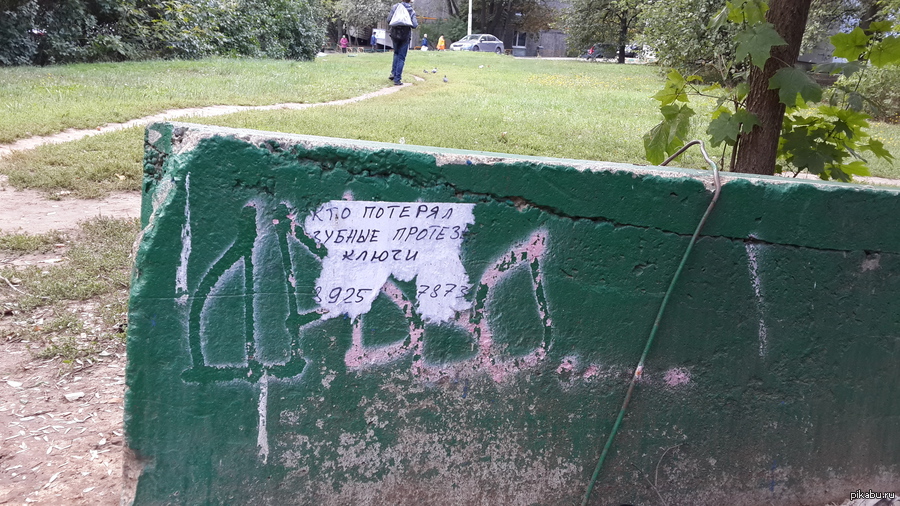 КТО ПОТЕРЯЛ
ЗУБНЫЕ ПРОТЕЗ
КЛЮЧИ
8925 7873
pikabu.ru